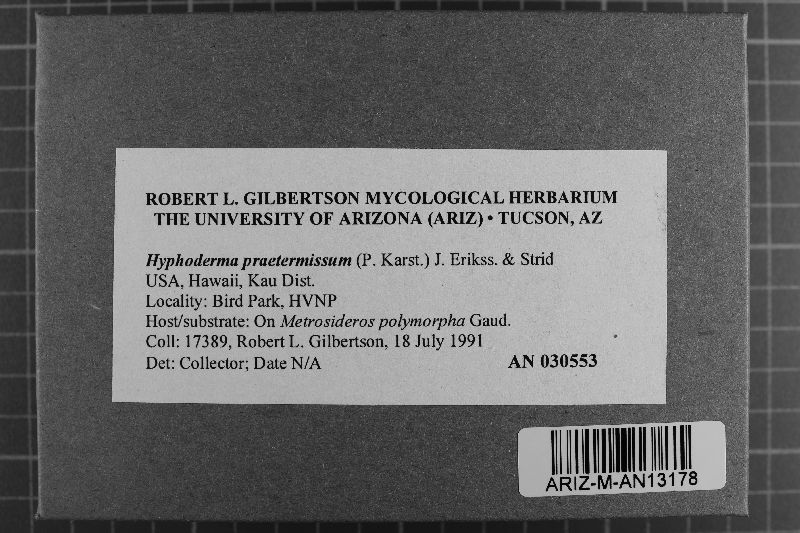 ROBERT L. GILBERTSON MYCOLOGICAL HERBARIUM
THE UNIVERSITY OF ARIZONA (ARIZ) • TUCSON, AZ
Hyphoderma praetermissum (P. Karst.) J. Erikss. & Strid
USA, Hawaii, Kau Dist.
Locality: Bird Park, HVNP
Host/substrate: On Metrosideros polymorpha Gaud.
Coll: 17389, Robert L. Gilbertson, 18 July 1991
Det: Collector; Date N/A AN 030553
ARIZ-M-AN13178